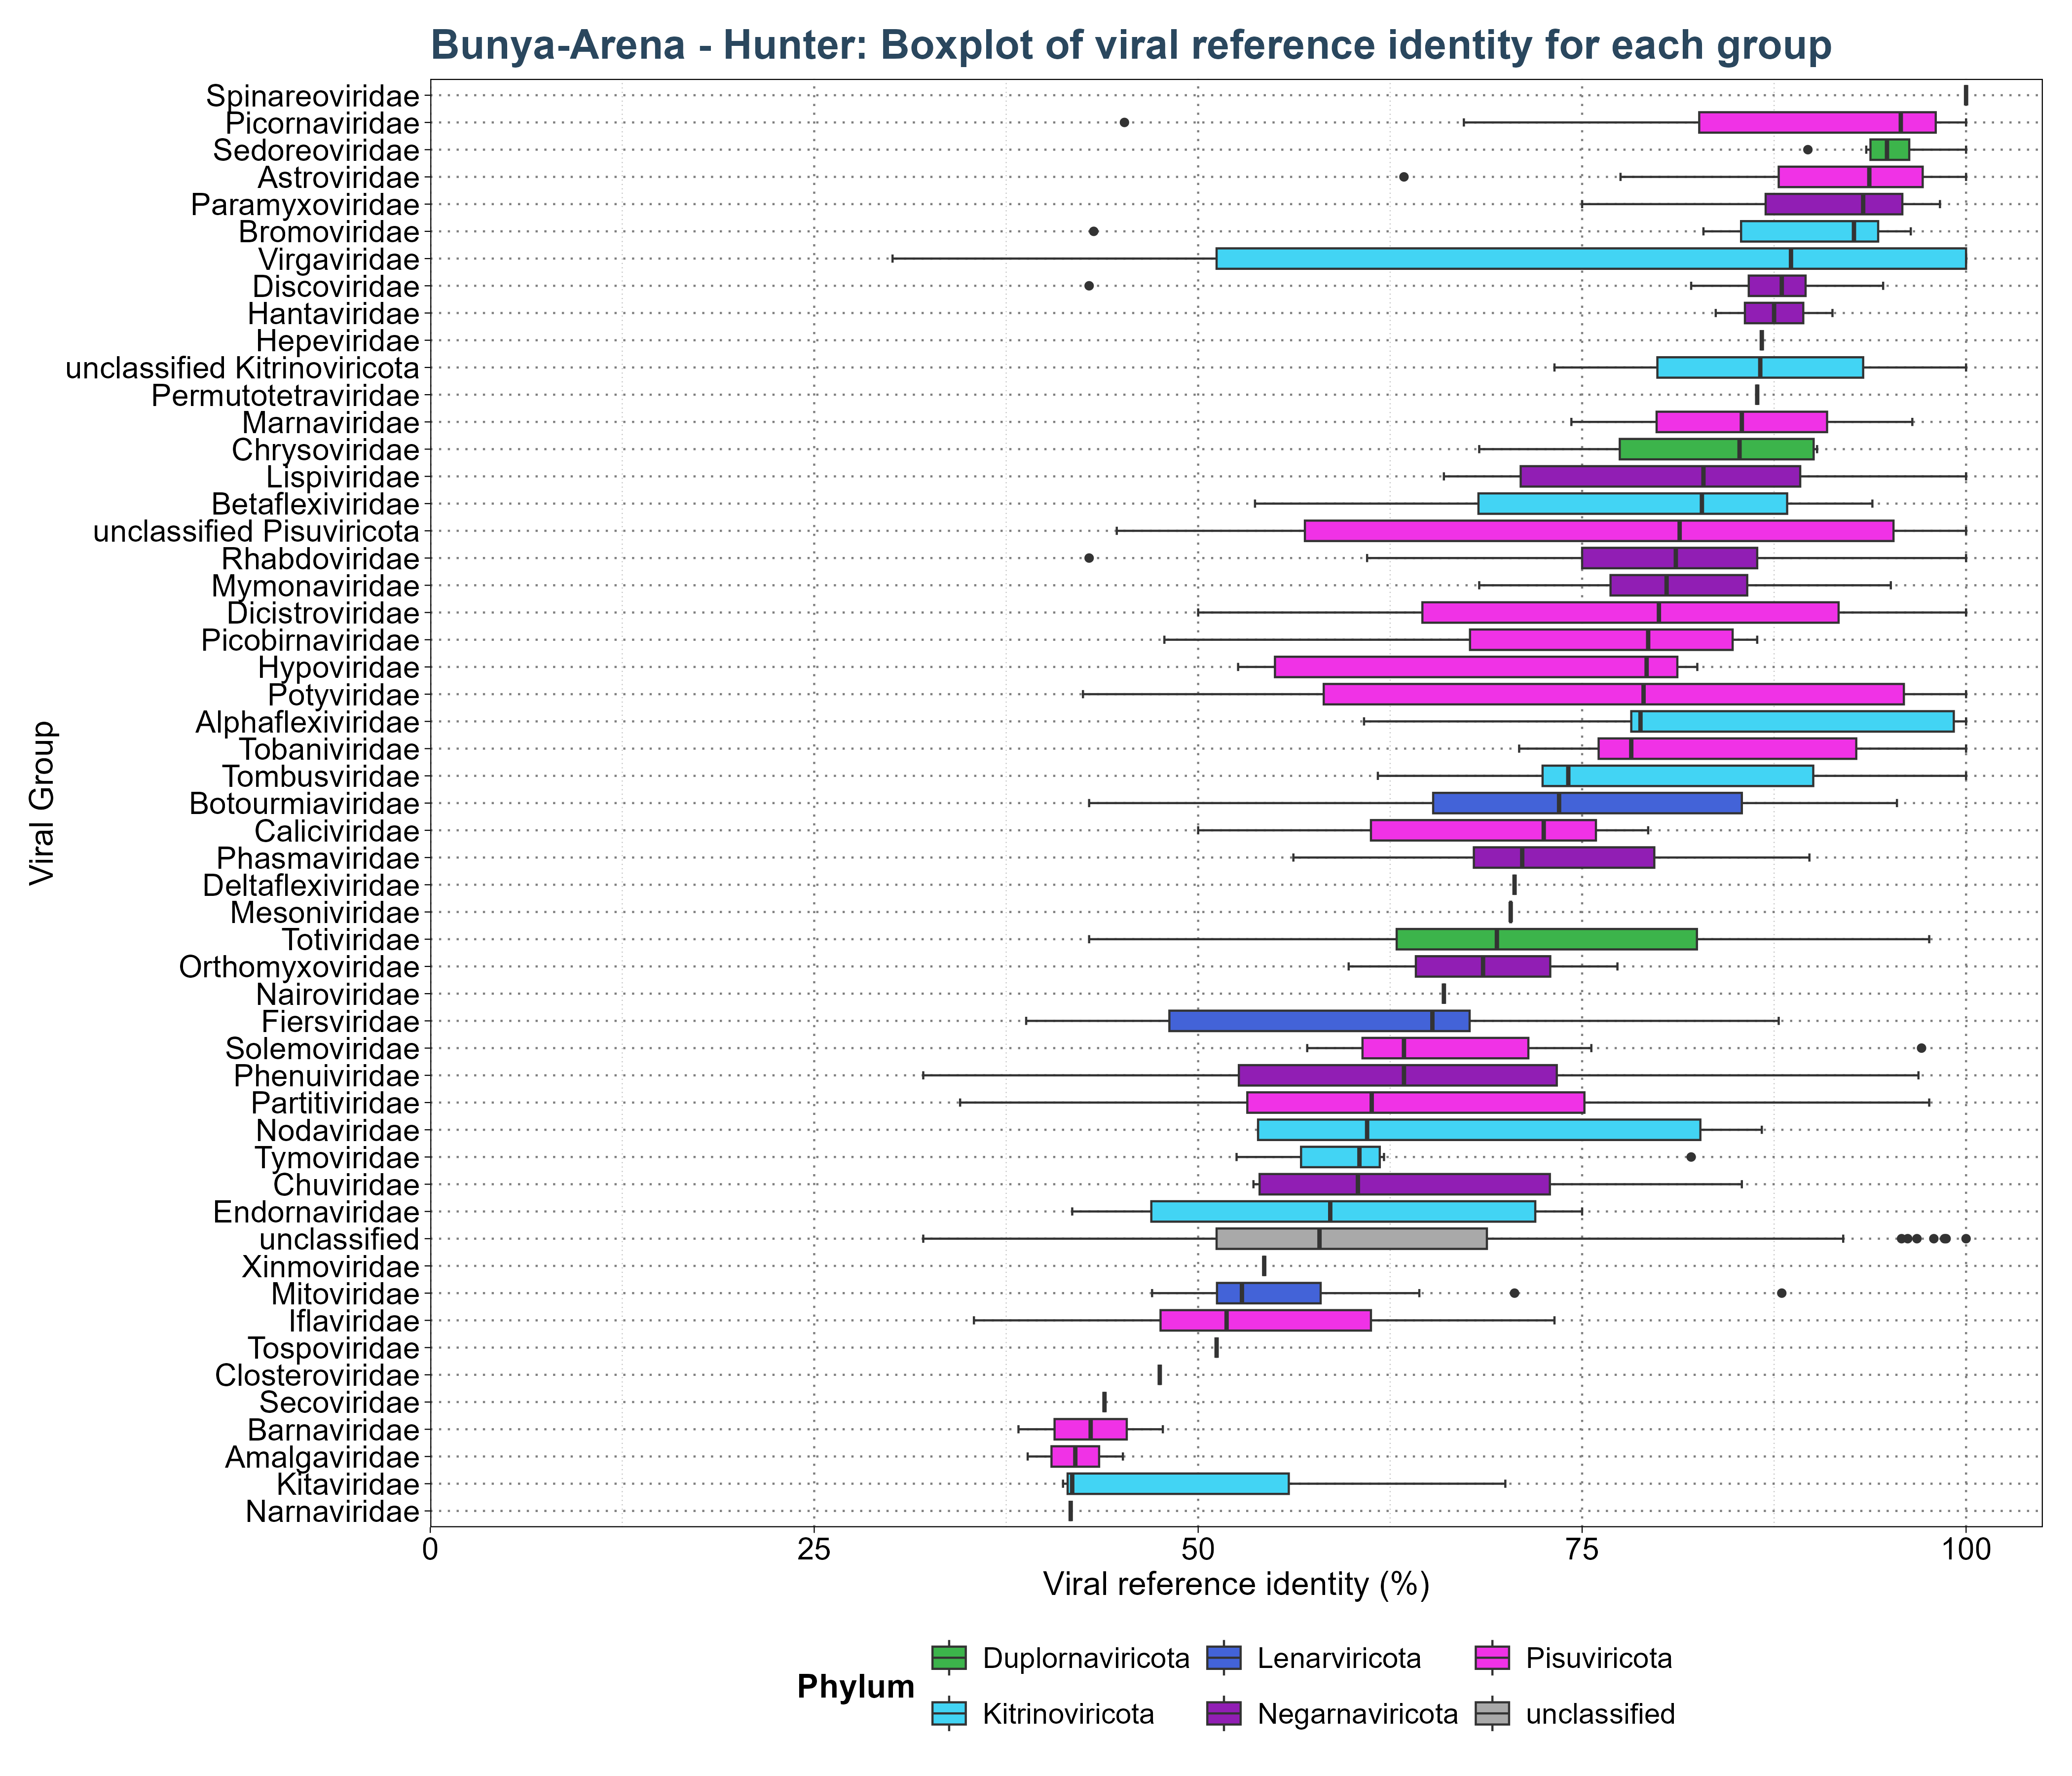 Bunya-Arena - Hunter: Boxplot of viral reference identity for each group
Viral Group
Spinareoviridae
Picornaviridae
Sedoreoviridae
Astroviridae
Paramyxoviridae
Bromoviridae
Virgaviridae
Discoviridae
Hantaviridae
Hepeviridae
unclassified Kitrinoviricota
Permutotetraviridae
Marnaviridae
Chrysoviridae
Lispiviridae
Betaflexiviridae
unclassified Pisuviricota
Rhabdoviridae
Mymonaviridae
Dicistroviridae
Picobirnaviridae
Hypoviridae
Potyviridae
Alphaflexiviridae
Tobaniviridae
Tombusviridae
Botourmiaviridae
Caliciviridae
Phasmaviridae
Deltaflexiviridae
Mesoniviridae
Totiviridae
Orthomyxoviridae
Nairoviridae
Fiersviridae
Solemoviridae
Phenuiviridae
Partitiviridae
Nodaviridae
Tymoviridae
Chuviridae
Endornaviridae
unclassified
Xinmoviridae
Mitoviridae
Iflaviridae
Tospoviridae
Closteroviridae
Secoviridae
Barnaviridae
Amalgaviridae
Kitaviridae
Narnaviridae
0 25 50 75 100
Viral reference identity (%)
Phylum
Duplornaviricota Lenarviricota Pisuviricota
Kitrinoviricota Negarnaviricota unclassified